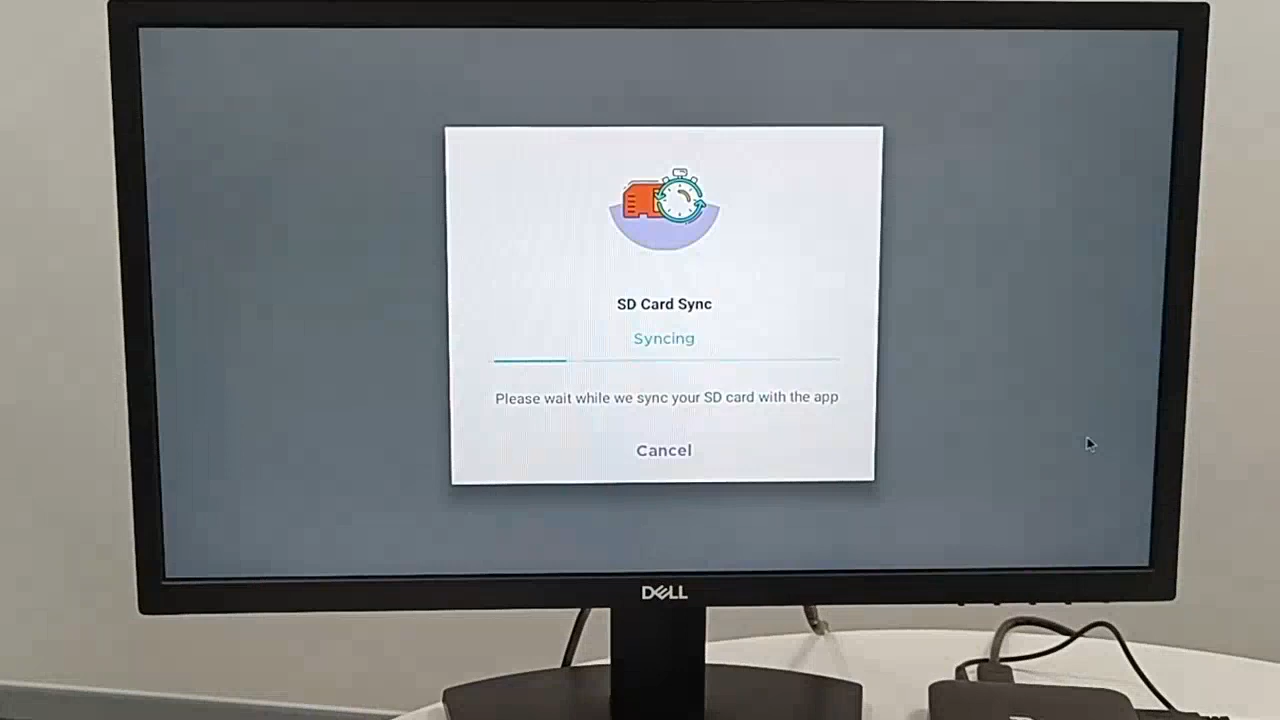 SD Card Sync
Syncing
Please wait while we sync your SD card with the app
Cancel
DELL